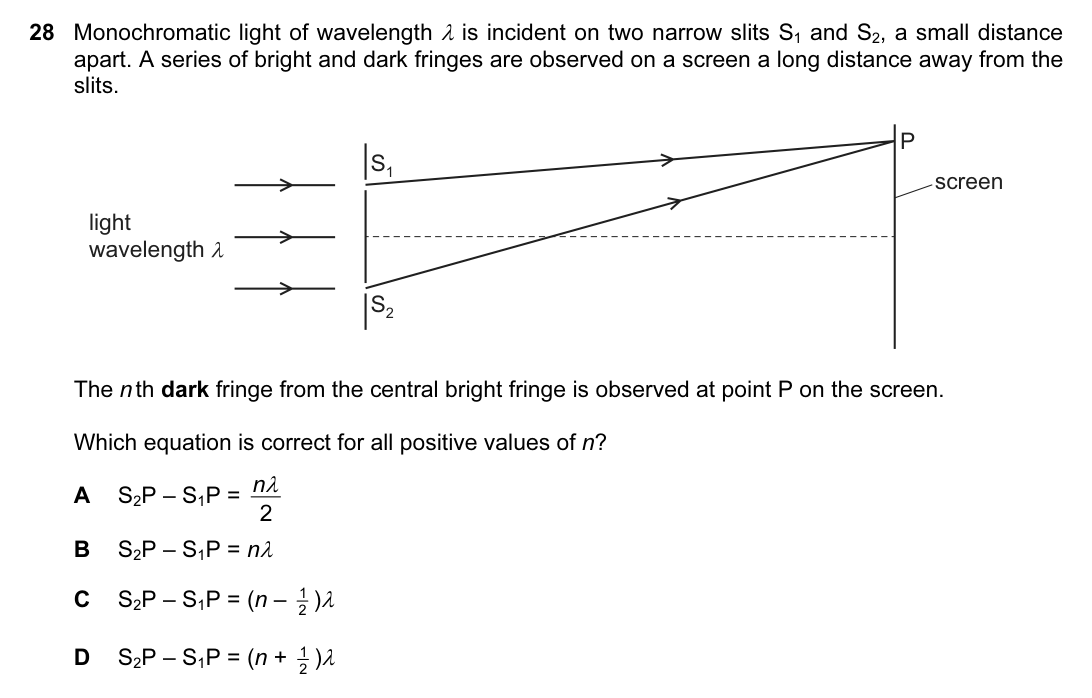 28 Monochromatic light of wavelength λ is incident on two narrow slits S₁ and S₂, a small distance
apart. A series of bright and dark fringes are observed on a screen a long distance away from the
slits.
P
S₁
screen
light
wavelength λ
S₂
The nth dark fringe from the central bright fringe is observed at point P on the screen.
Which equation is correct for all positive values of n?
A S₂P – S₁P = nλ/2
B S₂P – S₁P = nλ
C S₂P – S₁P = (n – 1/2)λ
D S₂P – S₁P = (n + 1/2)λ